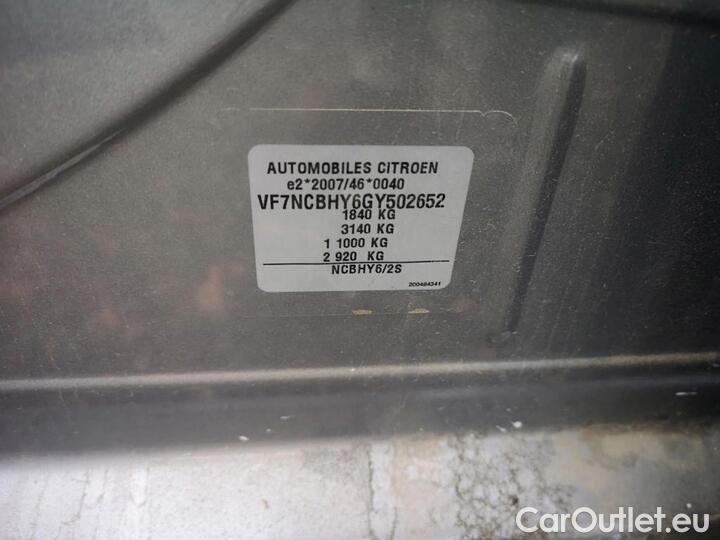 AUTOMOBILES CITROEN
e2*2007/46*0040
VF7NCBHY6GY502652
1840 KG
3140 KG
1 1000 KG
2 920 KG
NCBHY6/2S
200484341
CarOutlet.eu